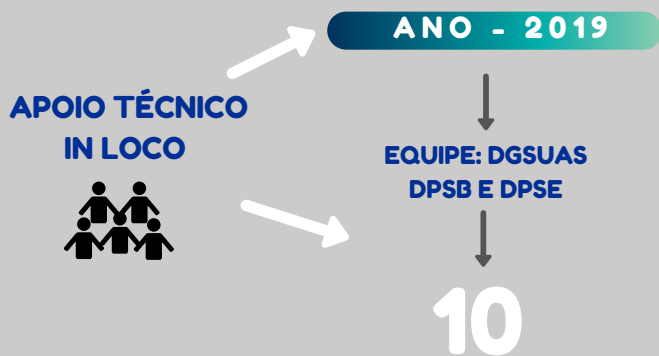 ANO - 2019
APOIO TÉCNICO
IN LOCO
EQUIPE: DGSUAS
DPSB E DPSE
10